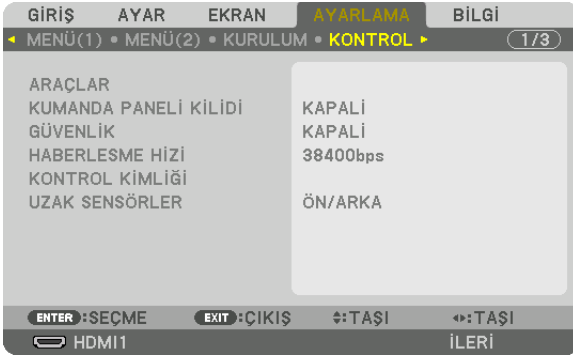 GİRİŞ AYAR EKRAN AYARLAMA BİLGİ
◂ MENÜ(1) • MENÜ(2) • KURULUM • KONTROL ▸ 1/3
ARAÇLAR
KUMANDA PANELİ KİLİDİ KAPALİ
GÜVENLİK KAPALİ
HABERLESME HİZİ 38400bps
KONTROL KİMLİĞİ
UZAK SENSÖRLER ÖN/ARKA
ENTER :SEÇME EXIT :ÇIKIŞ ◆:TAŞI ◂▸:TAŞI
HDMI1 İLERİ